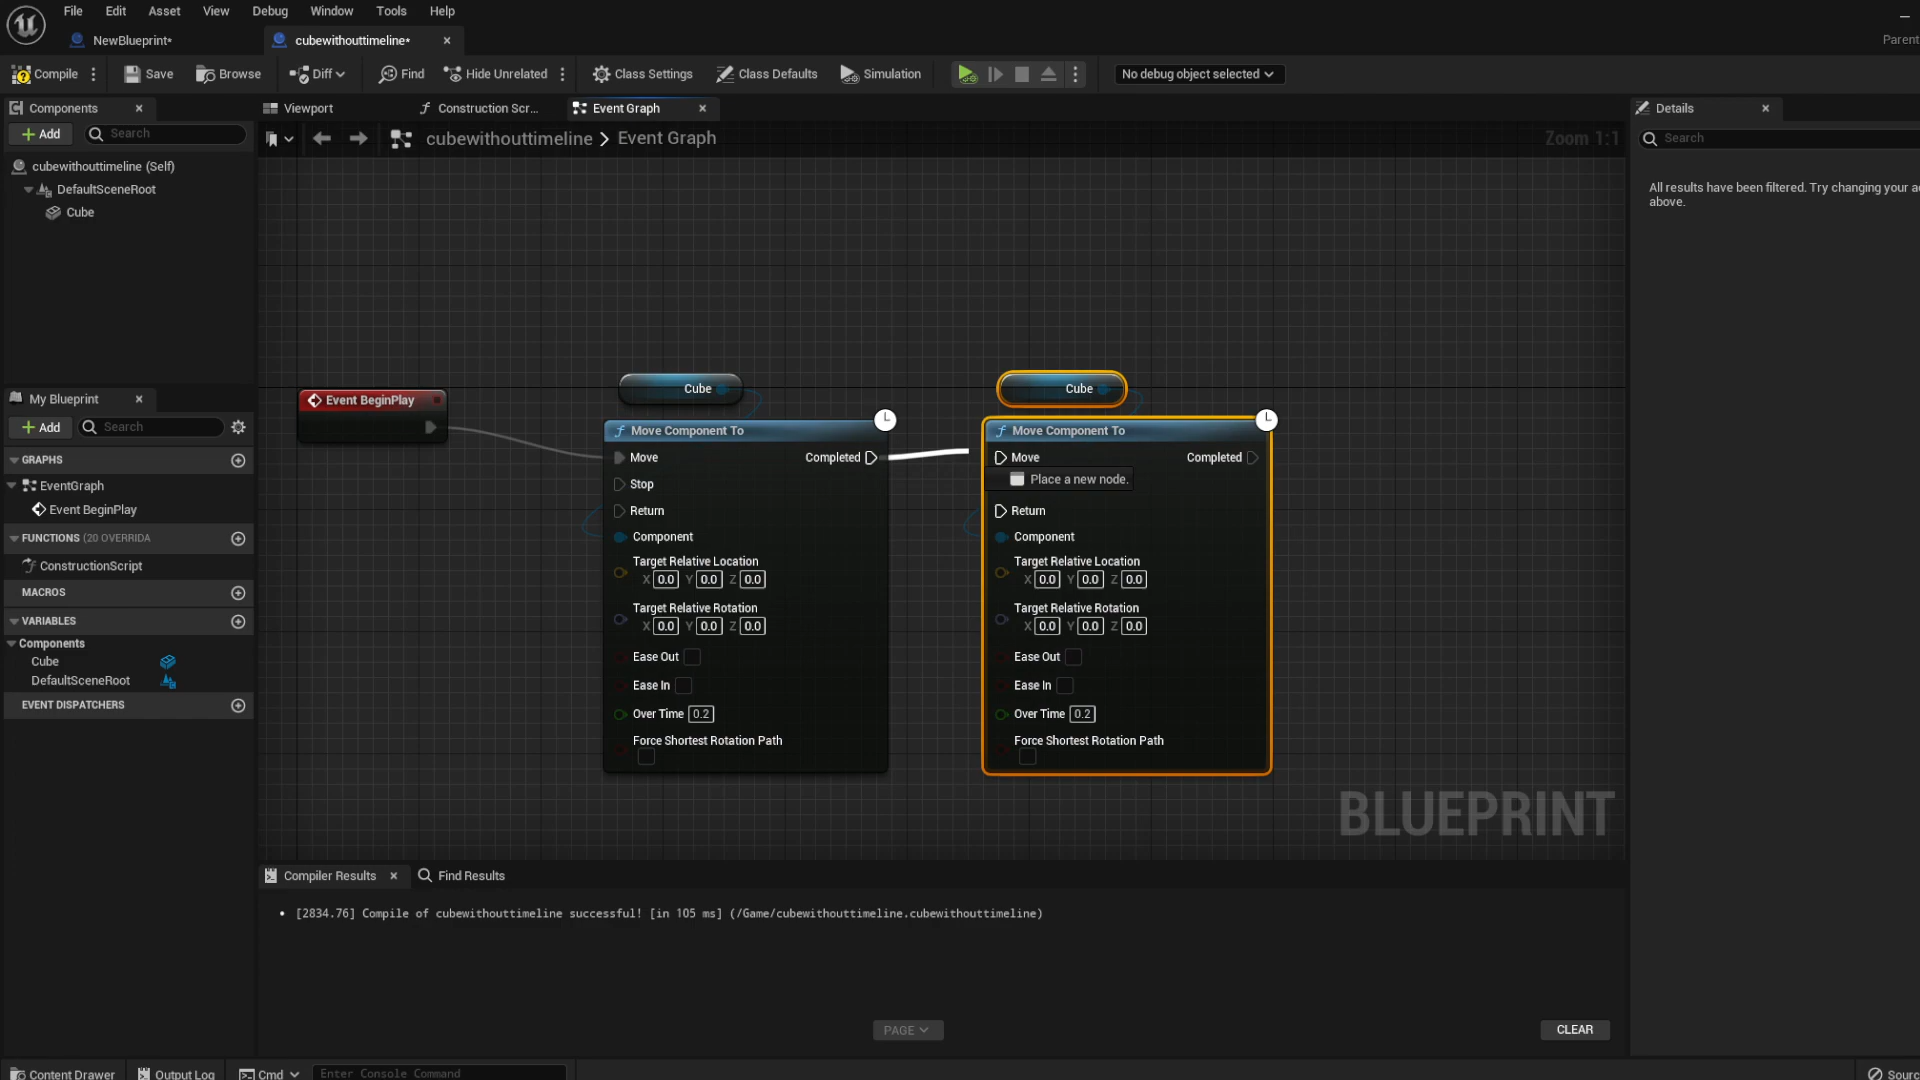 File Edit Asset View Debug Window Tools Help
NewBlueprint* cubewithouttimeline*
Parent
Compile Save Browse Diff Find Hide Unrelated Class Settings Class Defaults Simulation No debug object selected
Components
Add Search
cubewithouttimeline (Self)
DefaultSceneRoot
Cube
Viewport Construction Scr... Event Graph
cubewithouttimeline > Event Graph Zoom 1:1
Details
Search
All results have been filtered. Try changing your a
above.
My Blueprint
Add Search
GRAPHS
EventGraph
Event BeginPlay
FUNCTIONS (20 OVERRIDA
ConstructionScript
MACROS
VARIABLES
Components
Cube
DefaultSceneRoot
EVENT DISPATCHERS
Event BeginPlay
Cube
Move Component To
Move Completed
Stop
Return
Component
Target Relative Location
X 0.0 Y 0.0 Z 0.0
Target Relative Rotation
X 0.0 Y 0.0 Z 0.0
Ease Out
Ease In
Over Time 0.2
Force Shortest Rotation Path
Cube
Move Component To
Move Completed
Place a new node.
Return
Component
Target Relative Location
X 0.0 Y 0.0 Z 0.0
Target Relative Rotation
X 0.0 Y 0.0 Z 0.0
Ease Out
Ease In
Over Time 0.2
Force Shortest Rotation Path
BLUEPRINT
Compiler Results Find Results
[2834.76] Compile of cubewithouttimeline successful! [in 105 ms] (/Game/cubewithouttimeline.cubewithouttimeline)
PAGE
CLEAR
Content Drawer Output Log Cmd Enter Console Command
Sourc